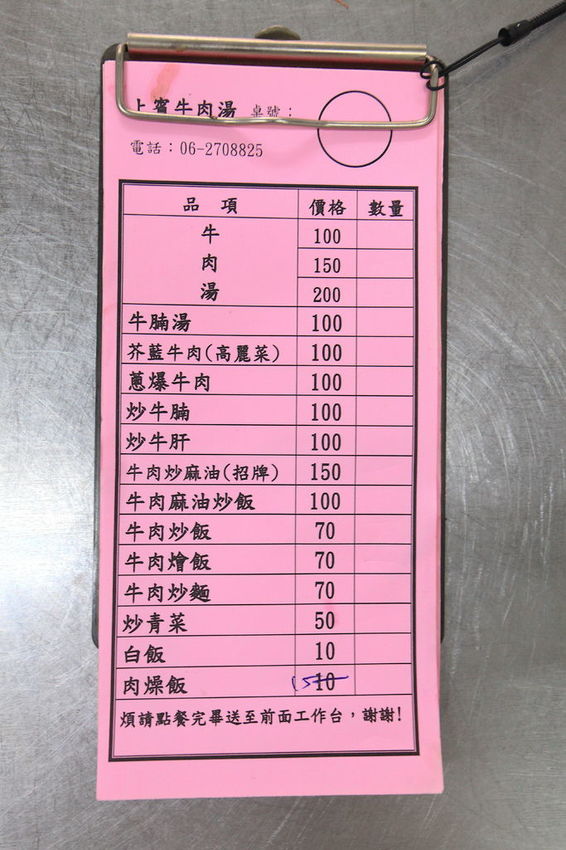 上賓牛肉湯 桌號：
電話：06-2708825
品 項 價格 數量
牛 100
肉 150
湯 200
牛腩湯 100
芥藍牛肉(高麗菜) 100
蔥爆牛肉 100
炒牛腩 100
炒牛肝 100
牛肉炒麻油(招牌) 150
牛肉麻油炒飯 100
牛肉炒飯 70
牛肉燴飯 70
牛肉炒麵 70
炒青菜 50
白飯 10
肉燥飯 15 10
煩請點餐完畢送至前面工作台，謝謝!